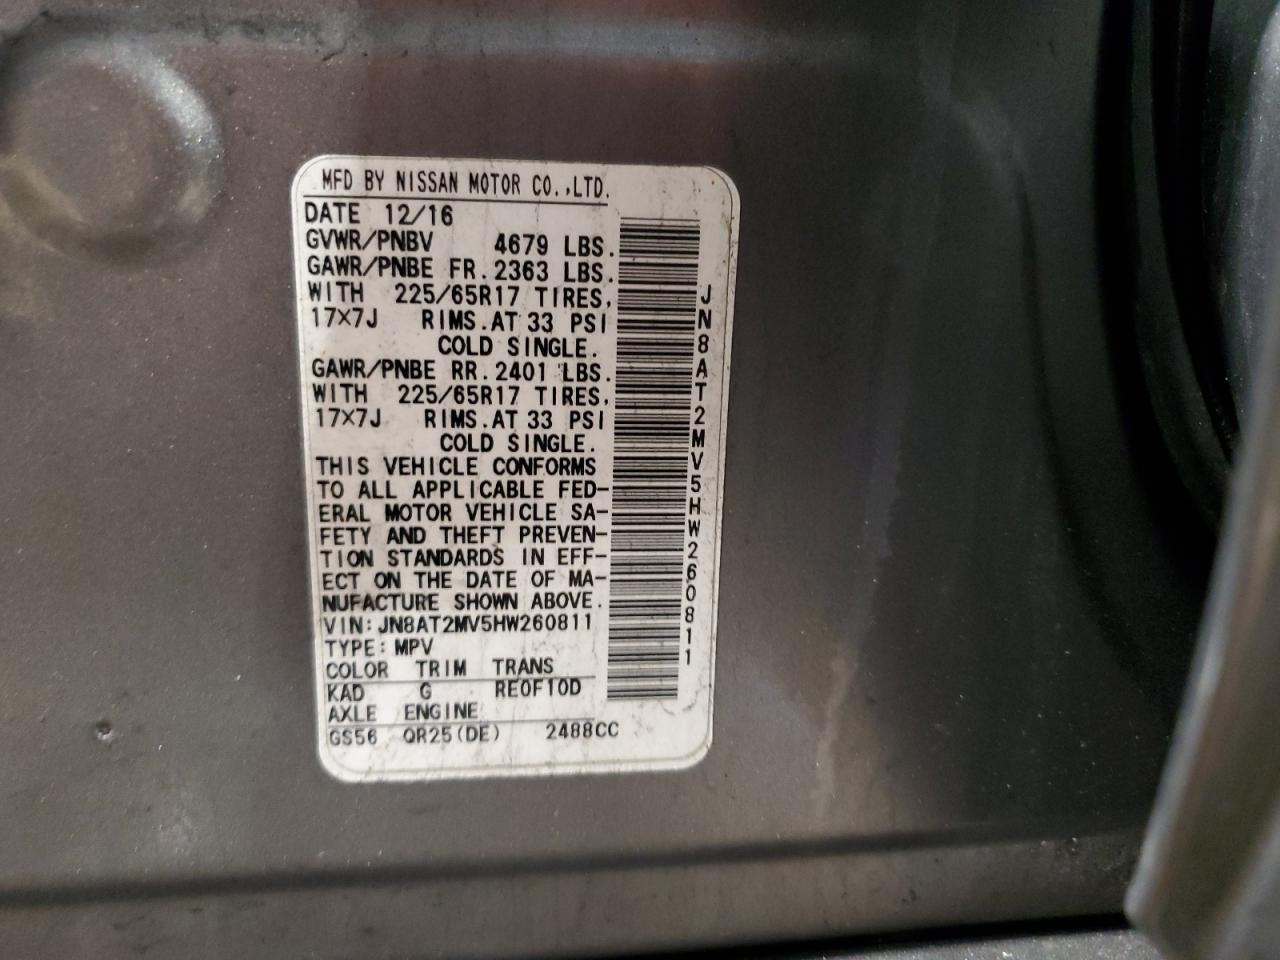 MFD BY NISSAN MOTOR CO.,LTD.
DATE 12/16
GVWR/PNBV 4679 LBS.
GAWR/PNBE FR. 2363 LBS.
WITH 225/65R17 TIRES,
17×7J RIMS.AT 33 PSI
COLD SINGLE.
GAWR/PNBE RR. 2401 LBS.
WITH 225/65R17 TIRES,
17×7J RIMS.AT 33 PSI
COLD SINGLE.
THIS VEHICLE CONFORMS
TO ALL APPLICABLE FED-
ERAL MOTOR VEHICLE SA-
FETY AND THEFT PREVEN-
TION STANDARDS IN EFF-
ECT ON THE DATE OF MA-
NUFACTURE SHOWN ABOVE.
VIN: JN8AT2MV5HW260811
TYPE: MPV
COLOR TRIM TRANS
KAD G RE0F10D
AXLE ENGINE
GS56 QR25(DE) 2488CC
JN8AT2MV5HW260811